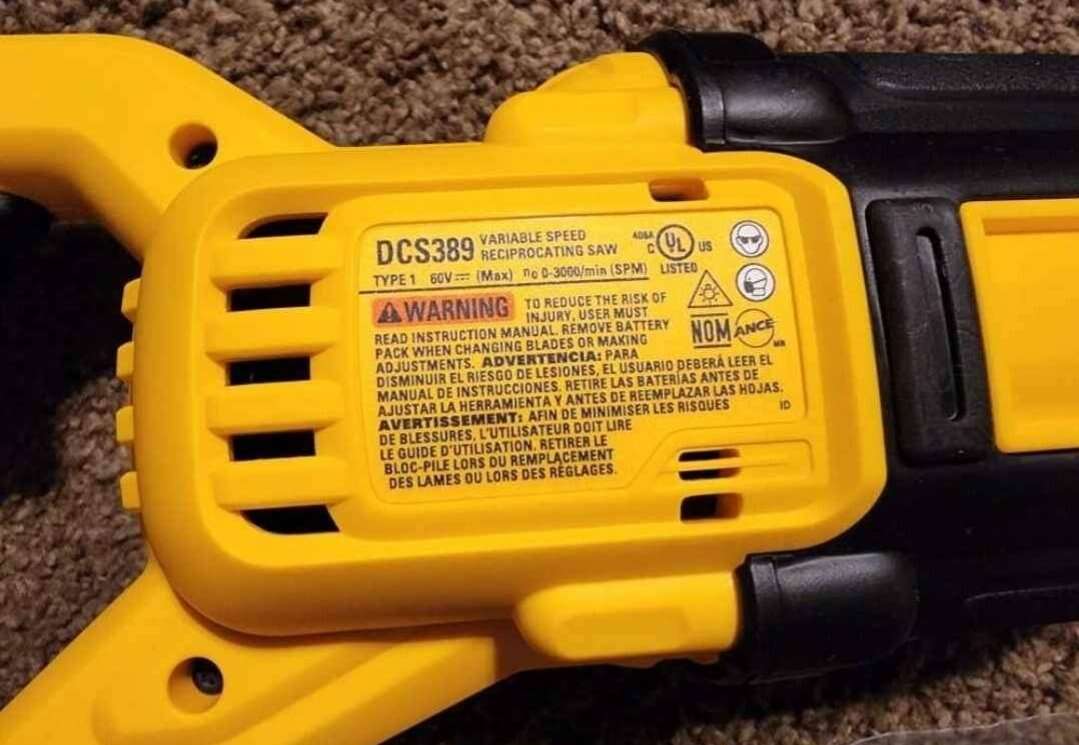 DCS389 VARIABLE SPEED
RECIPROCATING SAW
TYPE 1 60V⎓ (Max) n0 0-3000/min (SPM)
408A
C UL US
LISTED
⚠WARNING TO REDUCE THE RISK OF
INJURY, USER MUST
READ INSTRUCTION MANUAL. REMOVE BATTERY
PACK WHEN CHANGING BLADES OR MAKING
ADJUSTMENTS. ADVERTENCIA: PARA
DISMINUIR EL RIESGO DE LESIONES, EL USUARIO DEBERÁ LEER EL
MANUAL DE INSTRUCCIONES. RETIRE LAS BATERÍAS ANTES DE
AJUSTAR LA HERRAMIENTA Y ANTES DE REEMPLAZAR LAS HOJAS.
AVERTISSEMENT: AFIN DE MINIMISER LES RISQUES
DE BLESSURES, L'UTILISATEUR DOIT LIRE
LE GUIDE D'UTILISATION. RETIRER LE
BLOC-PILE LORS DU REMPLACEMENT
DES LAMES OU LORS DES RÉGLAGES.
NOM ANCE
MR
ID